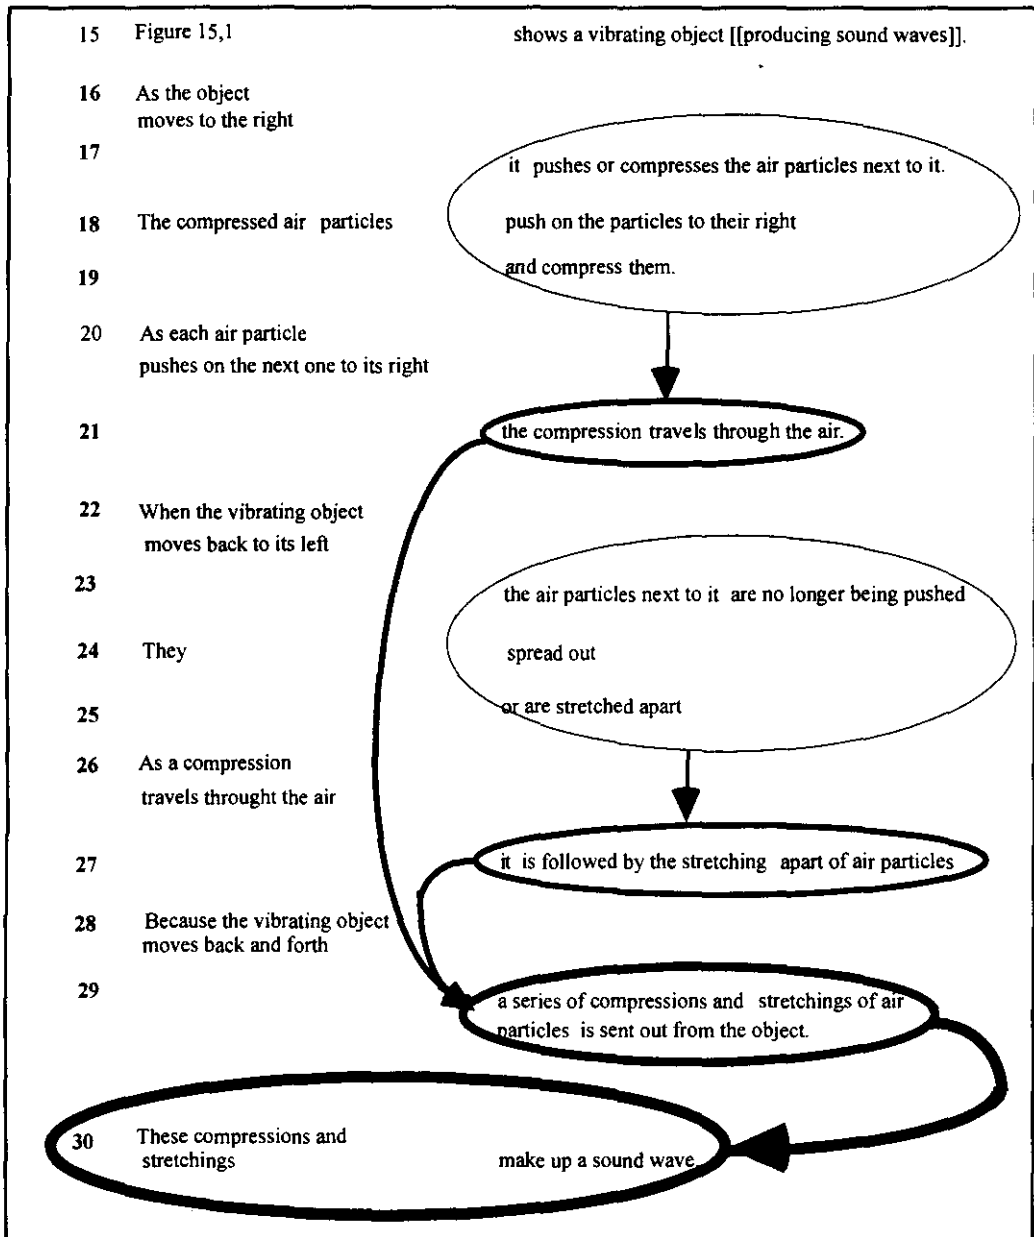 15 Figure 15,1 shows a vibrating object [[producing sound waves]].
16 As the object
moves to the right
17 it pushes or compresses the air particles next to it.
18 The compressed air particles push on the particles to their right
19 and compress them.
20 As each air particle
pushes on the next one to its right
21 the compression travels through the air.
22 When the vibrating object
moves back to its left
23 the air particles next to it are no longer being pushed
24 They spread out
25 or are stretched apart
26 As a compression
travels throught the air
27 it is followed by the stretching apart of air particles
28 Because the vibrating object
moves back and forth
29 a series of compressions and stretchings of air
particles is sent out from the object.
30 These compressions and
stretchings make up a sound wave